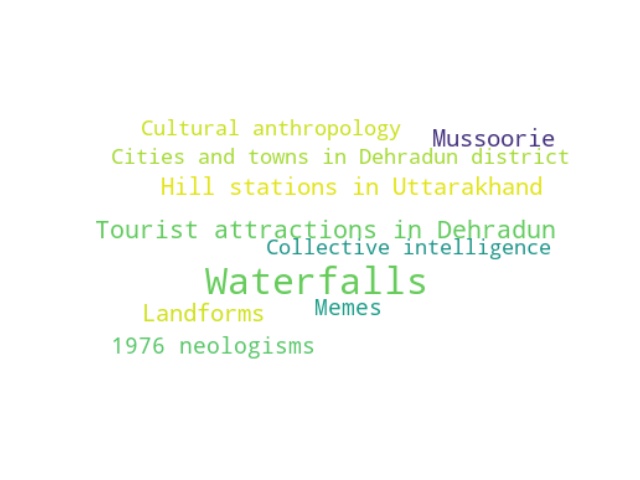 Cultural anthropology
Mussoorie
Cities and towns in Dehradun district
Hill stations in Uttarakhand
Tourist attractions in Dehradun
Collective intelligence
Waterfalls
Memes
Landforms
1976 neologisms